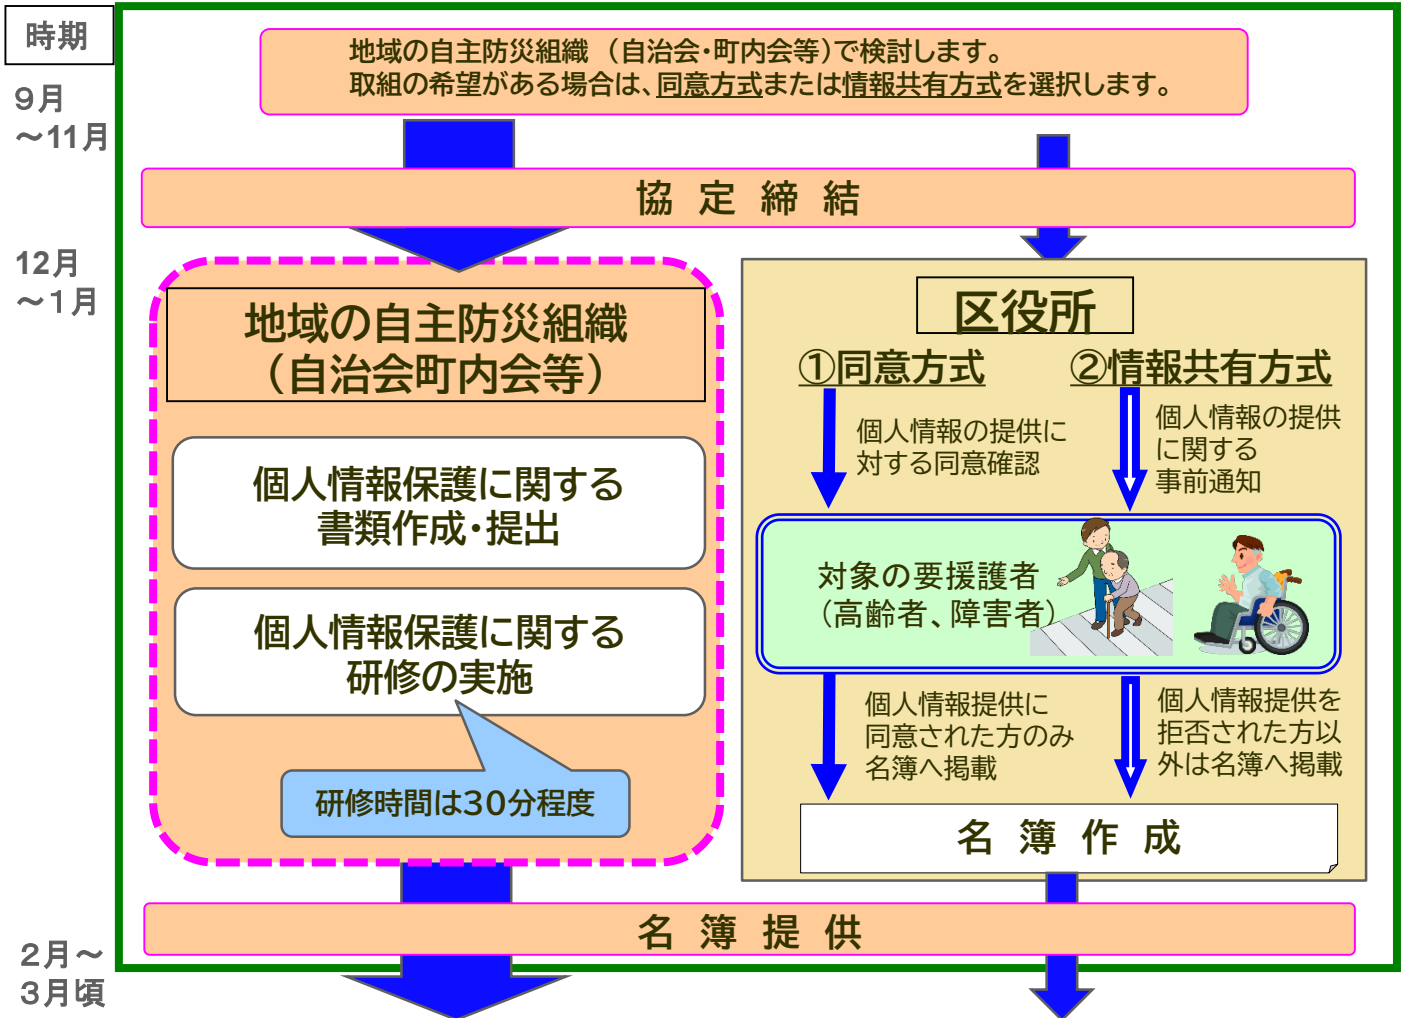 時期
9月
～11月
地域の自主防災組織 （自治会・町内会等）で検討します。
取組の希望がある場合は、同意方式または情報共有方式を選択します。
協 定 締 結
12月
～1月
地域の自主防災組織
（自治会町内会等）
個人情報保護に関する
書類作成・提出
個人情報保護に関する
研修の実施
研修時間は30分程度
区役所
①同意方式
個人情報の提供に
対する同意確認
②情報共有方式
個人情報の提供
に関する
事前通知
対象の要援護者
（高齢者、障害者）
個人情報提供に
同意された方のみ
名簿へ掲載
個人情報提供を
拒否された方以
外は名簿へ掲載
名 簿 作 成
名 簿 提 供
2月～
3月頃